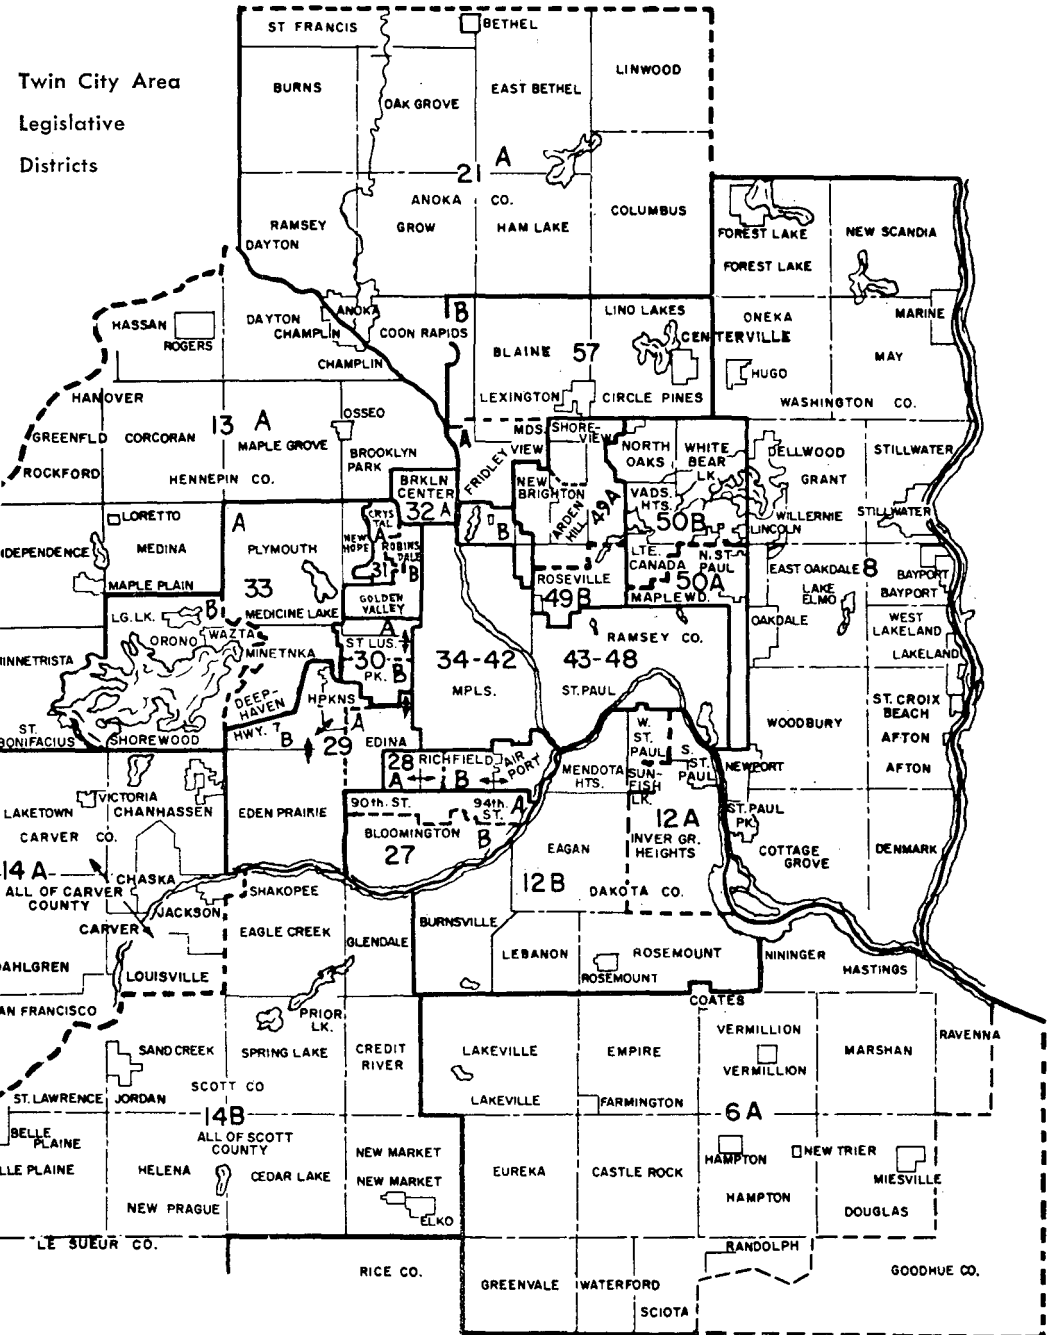 Twin City Area
Legislative
Districts
ST FRANCIS
BETHEL
BURNS
OAK GROVE
EAST BETHEL
LINWOOD
21 A
ANOKA CO.
RAMSEY
GROW
HAM LAKE
COLUMBUS
DAYTON
FOREST LAKE
NEW SCANDIA
FOREST LAKE
HASSAN
ROGERS
DAYTON
CHAMPLIN
ANOKA
COON RAPIDS
CHAMPLIN
B
LINO LAKES
BLAINE
57
CENTERVILLE
LEXINGTON
CIRCLE PINES
ONEKA
MARINE
MAY
HUGO
WASHINGTON CO.
HANOVER
13 A
OSSEO
GREENFLD
CORCORAN
MAPLE GROVE
BROOKLYN
PARK
ROCKFORD
HENNEPIN CO.
A
FRIDLEY
B
MDS.
VIEW
SHORE-
VIEW
NEW
BRIGHTON
ARDEN
HILL
49A
NORTH
OAKS
WHITE
BEAR
LK.
VADS.
HTS.
50B
DELLWOOD
GRANT
STILLWATER
WILLERNIE
STILLWATER
LINCOLN
BRKLN
CENTER
32 A
LORETTO
INDEPENDENCE
MEDINA
MAPLE PLAIN
A
PLYMOUTH
33
MEDICINE LAKE
CRYS
TAL
A
NEW
HOPE
ROBINS
DALE
31
B
GOLDEN
VALLEY
ROSEVILLE
49 B
LTE.
CANADA
N. ST
PAUL
50A
MAPLEWD.
EAST OAKDALE
8
LAKE
ELMO
BAYPORT
BAYPORT
OAKDALE
WEST
LAKELAND
LAKELAND
LG. LK.
B
ORONO
WAZTA
MINETNKA
MINNETRISTA
DEEP-
HAVEN
A
ST LUS.
30
PK.
B
34-42
MPLS.
RAMSEY CO.
43-48
ST. PAUL
HPKNS
HWY. 7
B
29
A
EDINA
ST.
BONIFACIUS
SHOREWOOD
WOODBURY
ST. CROIX
BEACH
AFTON
AFTON
28
A
RICHFIELD
B
AIR
PORT
MENDOTA
HTS.
W.
ST.
PAUL
S.
ST.
PAUL
SUN-
FISH
LK.
NEWPORT
LAKETOWN
VICTORIA
CHANHASSEN
CARVER CO.
EDEN PRAIRIE
90th. ST.
94th.
ST.
A
BLOOMINGTON
27
B
12A
INVER GR.
HEIGHTS
ST. PAUL
PK.
COTTAGE
GROVE
DENMARK
EAGAN
12B
DAKOTA CO.
14A
ALL OF CARVER
COUNTY
CHASKA
JACKSON
CARVER
SHAKOPEE
DAHLGREN
LOUISVILLE
EAGLE CREEK
GLENDALE
BURNSVILLE
LEBANON
ROSEMOUNT
ROSEMOUNT
NININGER
HASTINGS
SAN FRANCISCO
PRIOR
LK.
COATES
SAND CREEK
SPRING LAKE
CREDIT
RIVER
LAKEVILLE
EMPIRE
VERMILLION
VERMILLION
MARSHAN
RAVENNA
SCOTT CO
ST. LAWRENCE
JORDAN
LAKEVILLE
FARMINGTON
14B
ALL OF SCOTT
COUNTY
6A
BELLE
PLAINE
BELLE PLAINE
HELENA
CEDAR LAKE
NEW MARKET
NEW MARKET
EUREKA
CASTLE ROCK
HAMPTON
NEW TRIER
MIESVILLE
HAMPTON
DOUGLAS
NEW PRAGUE
ELKO
LE SUEUR CO.
RICE CO.
RANDOLPH
GREENVALE
WATERFORD
SCIOTA
GOODHUE CO.